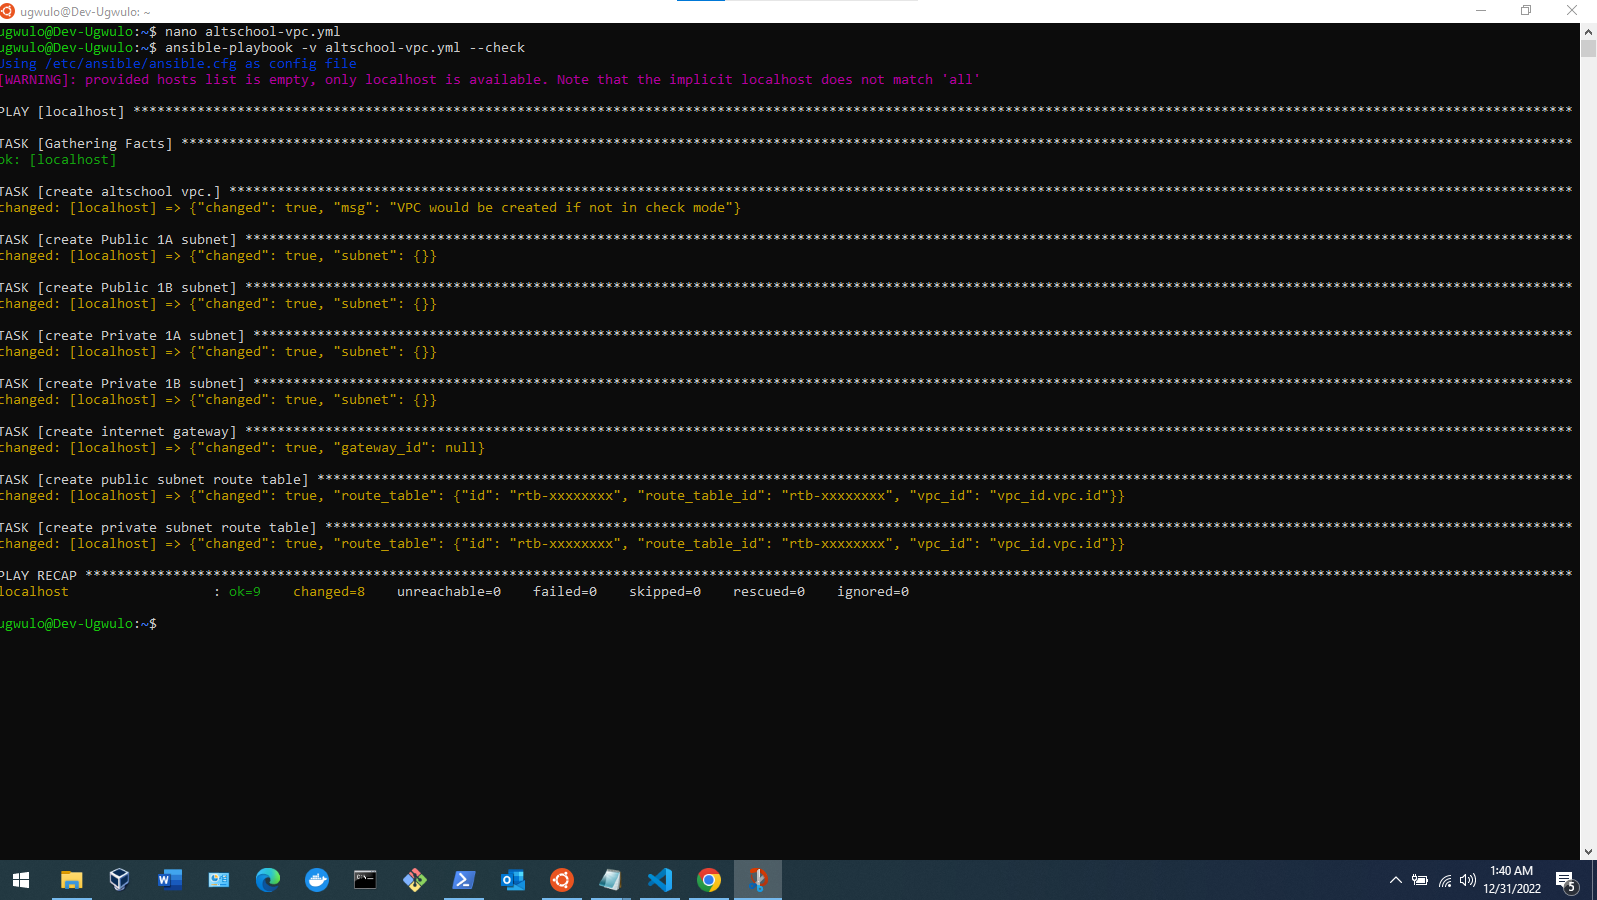 ugwulo@Dev-Ugwulo: ~
ugwulo@Dev-Ugwulo:~$ nano altschool-vpc.yml
ugwulo@Dev-Ugwulo:~$ ansible-playbook -v altschool-vpc.yml --check
Using /etc/ansible/ansible.cfg as config file
[WARNING]: provided hosts list is empty, only localhost is available. Note that the implicit localhost does not match 'all'
PLAY [localhost] ************************************************************
TASK [Gathering Facts] ************************************************************
ok: [localhost]
TASK [create altschool vpc.] ************************************************************
changed: [localhost] => {"changed": true, "msg": "VPC would be created if not in check mode"}
TASK [create Public 1A subnet] ************************************************************
changed: [localhost] => {"changed": true, "subnet": {}}
TASK [create Public 1B subnet] ************************************************************
changed: [localhost] => {"changed": true, "subnet": {}}
TASK [create Private 1A subnet] ************************************************************
changed: [localhost] => {"changed": true, "subnet": {}}
TASK [create Private 1B subnet] ************************************************************
changed: [localhost] => {"changed": true, "subnet": {}}
TASK [create internet gateway] ************************************************************
changed: [localhost] => {"changed": true, "gateway_id": null}
TASK [create public subnet route table] ************************************************************
changed: [localhost] => {"changed": true, "route_table": {"id": "rtb-xxxxxxxx", "route_table_id": "rtb-xxxxxxxx", "vpc_id": "vpc_id.vpc.id"}}
TASK [create private subnet route table] ************************************************************
changed: [localhost] => {"changed": true, "route_table": {"id": "rtb-xxxxxxxx", "route_table_id": "rtb-xxxxxxxx", "vpc_id": "vpc_id.vpc.id"}}
PLAY RECAP ************************************************************
localhost : ok=9 changed=8 unreachable=0 failed=0 skipped=0 rescued=0 ignored=0
ugwulo@Dev-Ugwulo:~$
1:40 AM
12/31/2022
5